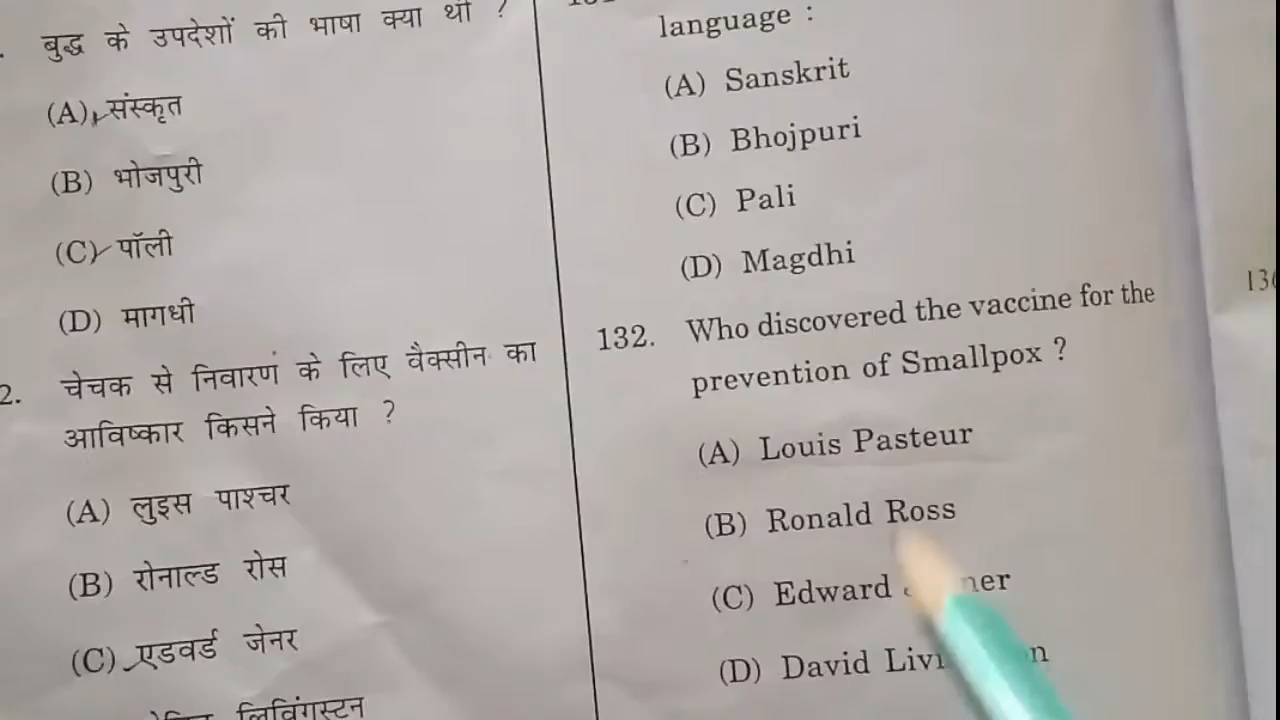 बुद्ध के उपदेशों की भाषा क्या थी ?
(A) संस्कृत
(B) भोजपुरी
(C) पॉली
(D) मागधी
2. चेचक से निवारण के लिए वैक्सीन का
आविष्कार किसने किया ?
(A) लुइस पाश्चर
(B) रोनाल्ड रोस
(C) एडवर्ड जेनर
लिविंगस्टन
language :
(A) Sanskrit
(B) Bhojpuri
(C) Pali
(D) Magdhi
132. Who discovered the vaccine for the
prevention of Smallpox ?
(A) Louis Pasteur
(B) Ronald Ross
(C) Edward
(D) David